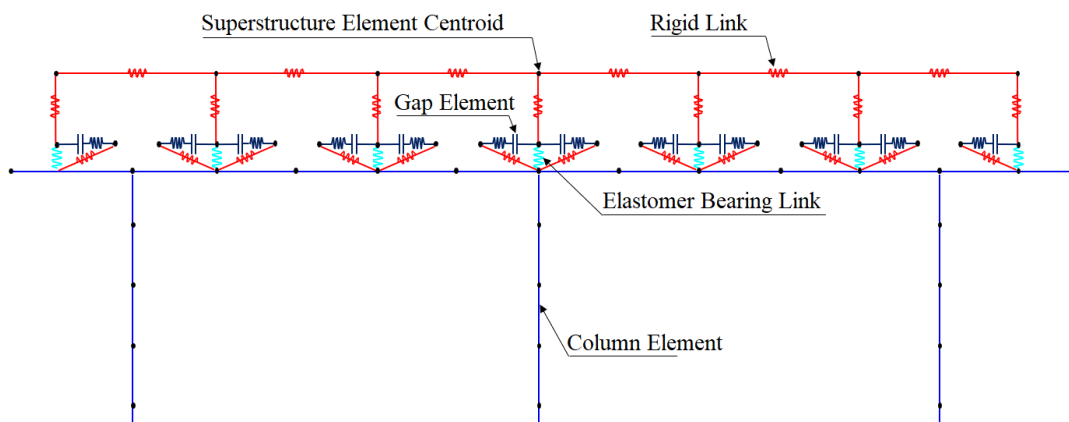 Superstructure Element Centroid
Rigid Link
Gap Element
Elastomer Bearing Link
Column Element